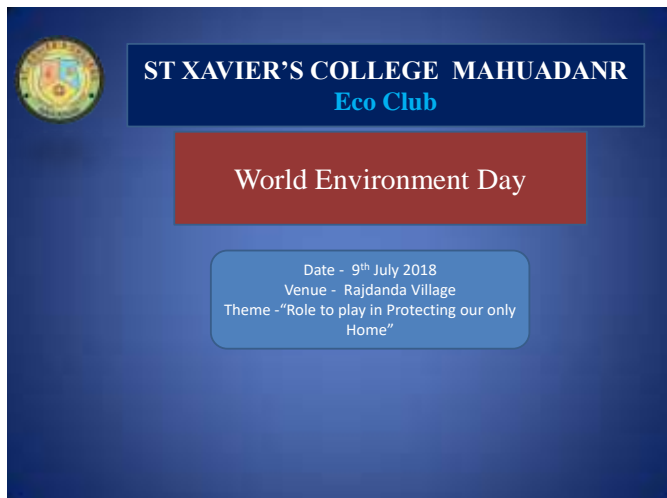 ST XAVIER'S COLLEGE MAHUADANR
Eco Club
World Environment Day
Date - 9th July 2018
Venue - Rajdanda Village
Theme -“Role to play in Protecting our only
Home”